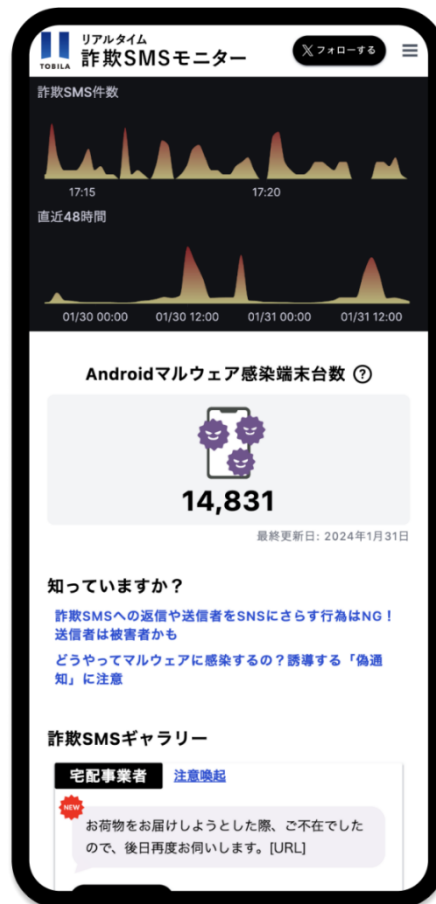 リアルタイム
詐欺SMSモニター
TOBILA
フォローする
詐欺SMS件数
17:15 17:20
直近48時間
01/30 00:00 01/30 12:00 01/31 00:00 01/31 12:00
Androidマルウェア感染端末台数 ?
14,831
最終更新日: 2024年1月31日
知っていますか？
詐欺SMSへの返信や送信者をSNSにさらす行為はNG！
送信者は被害者かも
どうやってマルウェアに感染するの？誘導する「偽通
知」に注意
詐欺SMSギャラリー
宅配事業者 注意喚起
NEW
お荷物をお届けしようとした際、ご不在でした
ので、後日再度お伺いします。[URL]